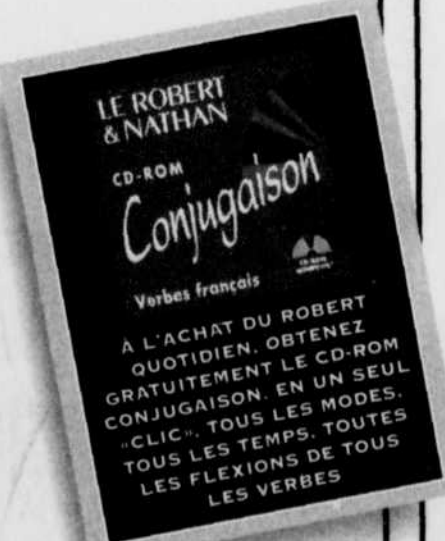 LE ROBERT
& NATHAN
CD-ROM
Conjugaison
Verbes français
À L'ACHAT DU ROBERT
QUOTIDIEN, OBTENEZ
GRATUITEMENT LE CD-ROM
CONJUGAISON. EN UN SEUL
«CLIC», TOUS LES MODES,
TOUS LES TEMPS, TOUTES
LES FLEXIONS DE TOUS
LES VERBES